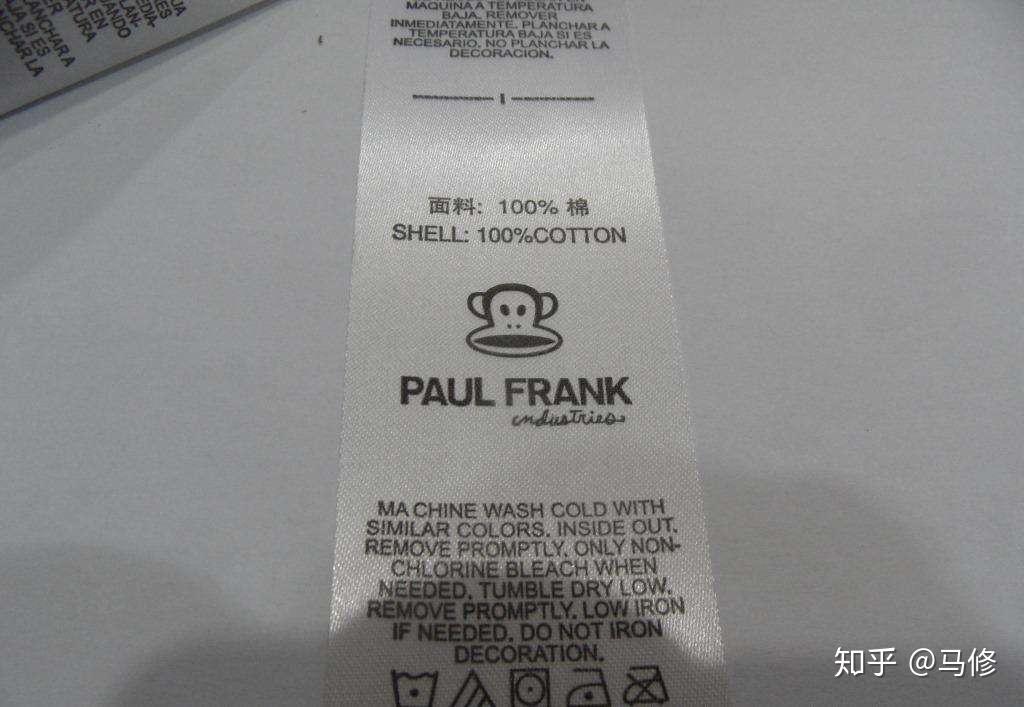 MAQUINA A TEMPERATURA
BAJA. REMOVER
INMEDIATAMENTE. PLANCHAR A
TEMPERATURA BAJA SI ES
NECESARIO, NO PLANCHAR LA
DECORACION.
面料: 100% 棉
SHELL: 100%COTTON
PAUL FRANK
industries
MA CHINE WASH COLD WITH
SIMILAR COLORS. INSIDE OUT.
REMOVE PROMPTLY. ONLY NON-
CHLORINE BLEACH WHEN
NEEDED. TUMBLE DRY LOW.
REMOVE PROMPTLY. LOW IRON
IF NEEDED. DO NOT IRON
DECORATION.
知乎 @马修